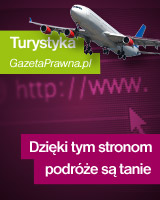 Turystyka
GazetaPrawna.pl
http://www.
Dzięki tym stronom
podróże są tanie